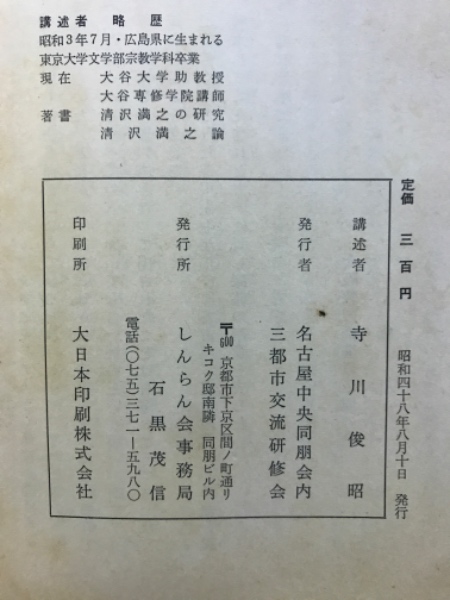 講述者　略　歴
昭和3年7月・広島県に生まれる
東京大学文学部宗教学科卒業
現在　大谷大学助教授
大谷専修学院講師
著書　清沢満之の研究
清沢満之論
定価　三百円
昭和四十八年八月十日　発行
講述者　寺川俊昭
発行者　名古屋中央同朋会内
三都市交流研修会
〒600 京都市下京区間ノ町通り
キコク邸南隣　同朋ビル内
発行所　しんらん会事務局
石黒茂信
電話(〇七五)三七一―五九八〇
印刷所　大日本印刷株式会社